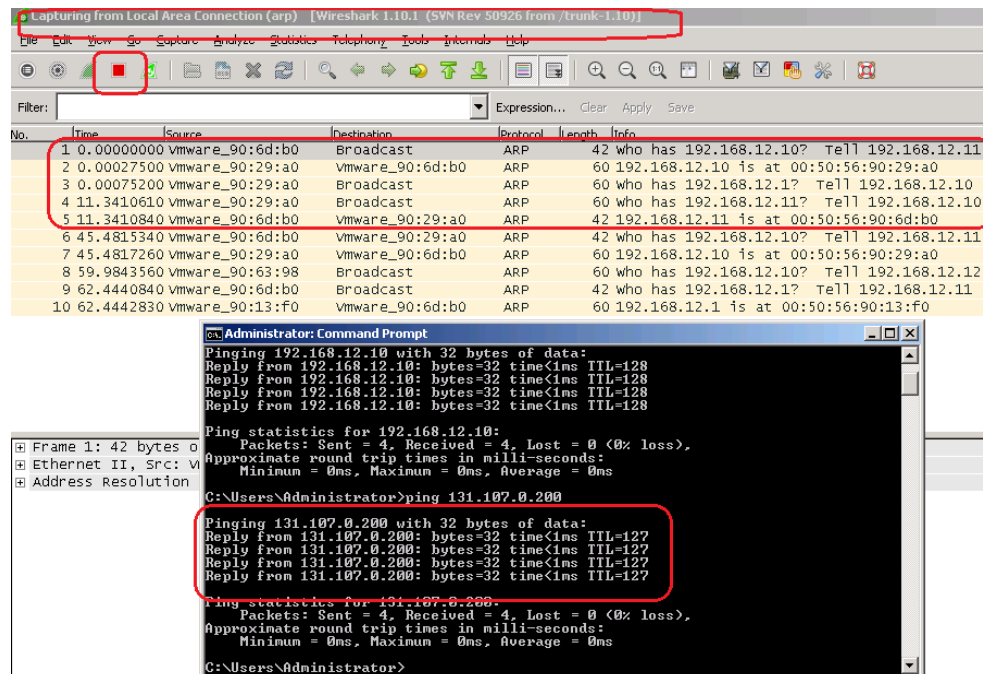 Capturing from Local Area Connection (arp) [Wireshark 1.10.1 (SVN Rev 50926 from /trunk-1.10)]
File Edit View Go Capture Analyze Statistics Telephony Tools Internals Help
Filter: Expression... Clear Apply Save
No. Time Source Destination Protocol Length Info
1 0.00000000 Vmware_90:6d:b0 Broadcast ARP 42 Who has 192.168.12.10? Tell 192.168.12.11
2 0.00027500 Vmware_90:29:a0 Vmware_90:6d:b0 ARP 60 192.168.12.10 is at 00:50:56:90:29:a0
3 0.00075200 Vmware_90:29:a0 Broadcast ARP 60 Who has 192.168.12.1? Tell 192.168.12.10
4 11.3410610 Vmware_90:29:a0 Broadcast ARP 60 Who has 192.168.12.11? Tell 192.168.12.10
5 11.3410840 Vmware_90:6d:b0 Vmware_90:29:a0 ARP 42 192.168.12.11 is at 00:50:56:90:6d:b0
6 45.4815340 Vmware_90:6d:b0 Vmware_90:29:a0 ARP 42 Who has 192.168.12.10? Tell 192.168.12.11
7 45.4817260 Vmware_90:29:a0 Vmware_90:6d:b0 ARP 60 192.168.12.10 is at 00:50:56:90:29:a0
8 59.9843560 Vmware_90:63:98 Broadcast ARP 60 Who has 192.168.12.10? Tell 192.168.12.12
9 62.4440840 Vmware_90:6d:b0 Broadcast ARP 42 Who has 192.168.12.1? Tell 192.168.12.11
10 62.4442830 Vmware_90:13:f0 Vmware_90:6d:b0 ARP 60 192.168.12.1 is at 00:50:56:90:13:f0
Administrator: Command Prompt
Pinging 192.168.12.10 with 32 bytes of data:
Reply from 192.168.12.10: bytes=32 time<1ms TTL=128
Reply from 192.168.12.10: bytes=32 time<1ms TTL=128
Reply from 192.168.12.10: bytes=32 time<1ms TTL=128
Reply from 192.168.12.10: bytes=32 time<1ms TTL=128
Ping statistics for 192.168.12.10:
Packets: Sent = 4, Received = 4, Lost = 0 (0% loss),
Approximate round trip times in milli-seconds:
Minimum = 0ms, Maximum = 0ms, Average = 0ms
C:\Users\Administrator>ping 131.107.0.200
Pinging 131.107.0.200 with 32 bytes of data:
Reply from 131.107.0.200: bytes=32 time<1ms TTL=127
Reply from 131.107.0.200: bytes=32 time<1ms TTL=127
Reply from 131.107.0.200: bytes=32 time<1ms TTL=127
Reply from 131.107.0.200: bytes=32 time<1ms TTL=127
Ping statistics for 131.107.0.200:
Packets: Sent = 4, Received = 4, Lost = 0 (0% loss),
Approximate round trip times in milli-seconds:
Minimum = 0ms, Maximum = 0ms, Average = 0ms
C:\Users\Administrator>
Frame 1: 42 bytes o
Ethernet II, Src: V
Address Resolution